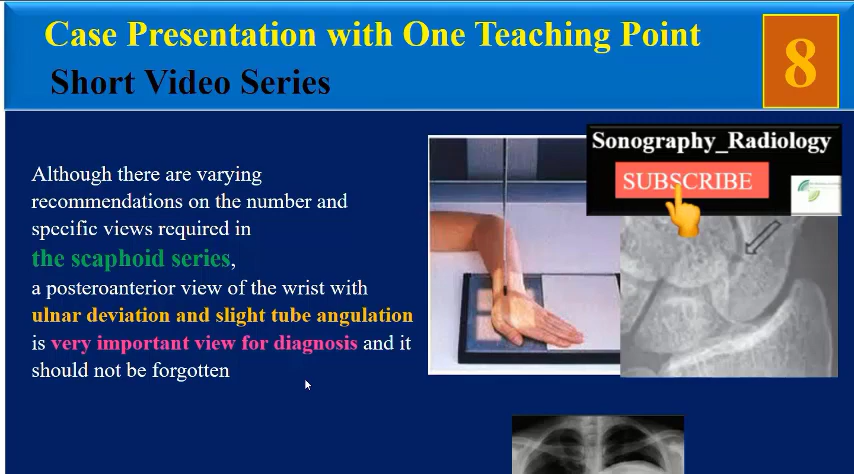 Case Presentation with One Teaching Point
Short Video Series
8
Sonography_Radiology
SUBSCRIBE
Although there are varying
recommendations on the number and
specific views required in
the scaphoid series,
a posteroanterior view of the wrist with
ulnar deviation and slight tube angulation
is very important view for diagnosis and it
should not be forgotten